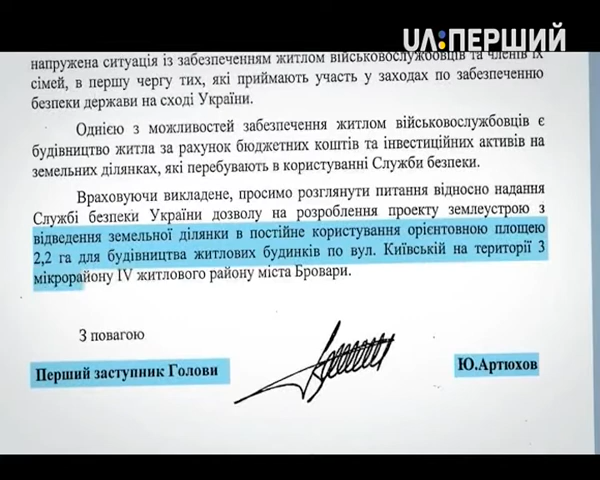 UA:ПЕРШИЙ
напружена ситуація із забезпеченням житлом військовослужбовців та членів їх
сімей, в першу чергу тих, які приймають участь у заходах по забезпеченню
безпеки держави на сході України.
Однією з можливостей забезпечення житлом військовослужбовців є
будівництво житла за рахунок бюджетних коштів та інвестиційних активів на
земельних ділянках, які перебувають в користуванні Служби безпеки.
Враховуючи викладене, просимо розглянути питання відносно надання
Службі безпеки України дозволу на розроблення проекту землеустрою з
відведення земельної ділянки в постійне користування орієнтовною площею
2,2 га для будівництва житлових будинків по вул. Київській на території 3
мікрорайону IV житлового району міста Бровари.
З повагою
Перший заступник Голови
Ю.Артюхов